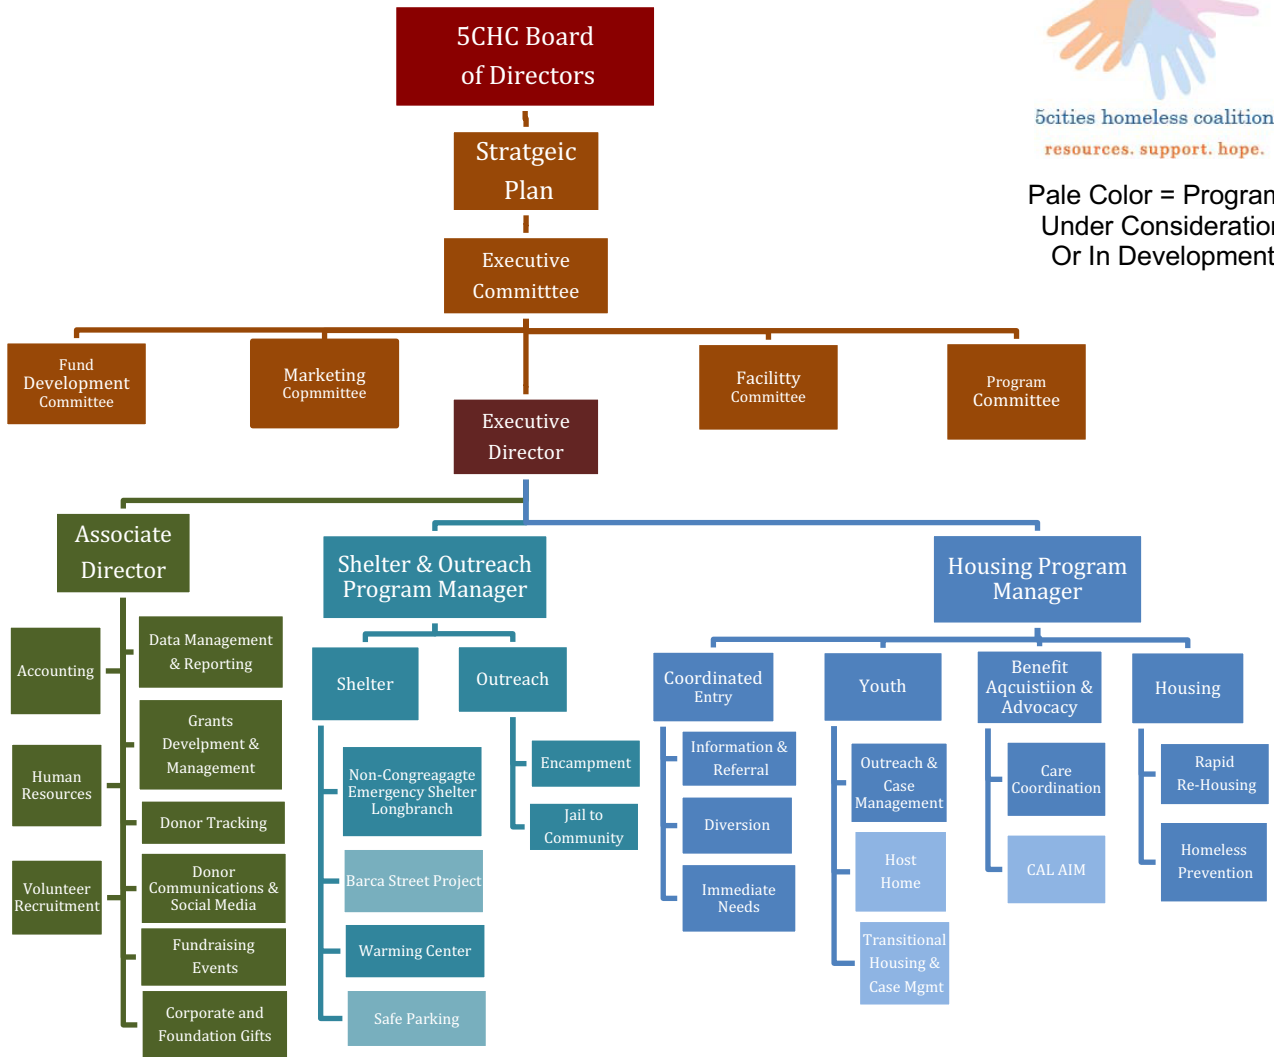 5CHC Board
of Directors
5cities homeless coalition
resources. support. hope.
Pale Color = Program
Under Consideration
Or In Development
Stratgeic
Plan
Executive
Committtee
Fund
Development
Committee
Marketing
Copmmittee
Facilitty
Committee
Program
Committee
Executive
Director
Associate
Director
Shelter & Outreach
Program Manager
Housing Program
Manager
Accounting
Data Management
& Reporting
Human
Resources
Grants
Develpment &
Management
Donor Tracking
Volunteer
Recruitment
Donor
Communications &
Social Media
Fundraising
Events
Corporate and
Foundation Gifts
Shelter
Non-Congreagagte
Emergency Shelter
Longbranch
Barca Street Project
Warming Center
Safe Parking
Outreach
Encampment
Jail to
Community
Coordinated
Entry
Information &
Referral
Diversion
Immediate
Needs
Youth
Outreach &
Case
Management
Host
Home
Transitional
Housing &
Case Mgmt
Benefit
Aqcuistiion &
Advocacy
Care
Coordination
CAL AIM
Housing
Rapid
Re-Housing
Homeless
Prevention